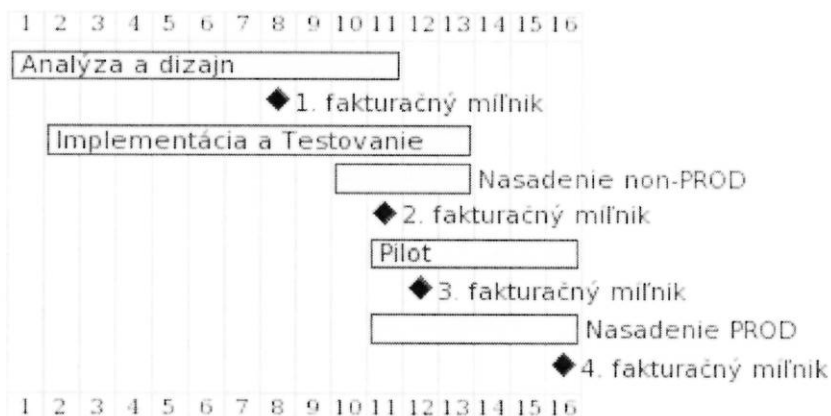 1 2 3 4 5 6 7 8 9 10 11 12 13 14 15 16
Analýza a dizajn
1. fakturačný míľnik
Implementácia a Testovanie
Nasadenie non-PROD
2. fakturačný míľnik
Pilot
3. fakturačný míľnik
Nasadenie PROD
4. fakturačný míľnik
1 2 3 4 5 6 7 8 9 10 11 12 13 14 15 16